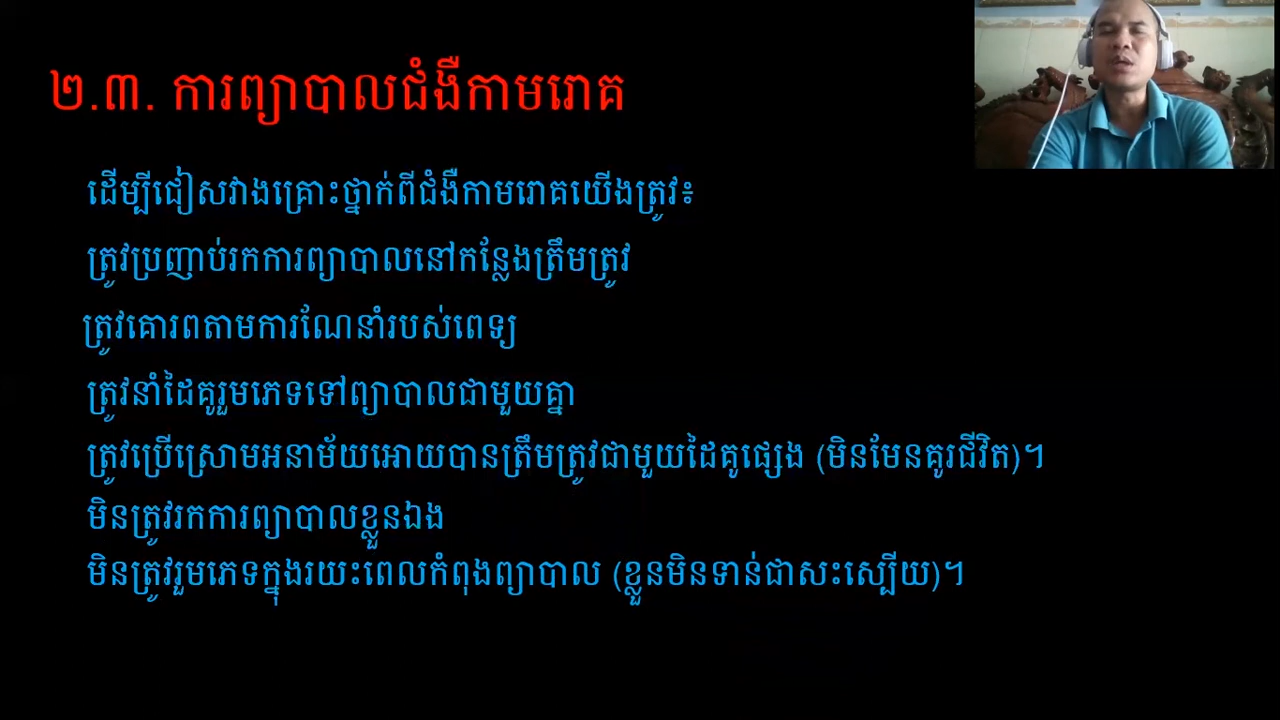 ២.៣. ការព្យាបាលជំងឺកាមរោគ
ដើម្បីជៀសវាងគ្រោះថ្នាក់ពីជំងឺកាមរោគយើងត្រូវ៖
ត្រូវប្រញាប់រកការព្យាបាលនៅកន្លែងត្រឹមត្រូវ
ត្រូវគោរពតាមការណែនាំរបស់ពេទ្យ
ត្រូវនាំដៃគូរួមភេទទៅព្យាបាលជាមួយគ្នា
ត្រូវប្រើស្រោមអនាម័យអោយបានត្រឹមត្រូវជាមួយដៃគូផ្សេង (មិនមែនគូរជីវិត)។
មិនត្រូវរកការព្យាបាលខ្លួនឯង
មិនត្រូវរួមភេទក្នុងរយះពេលកំពុងព្យាបាល (ខ្លួនមិនទាន់ជាសះស្បើយ)។